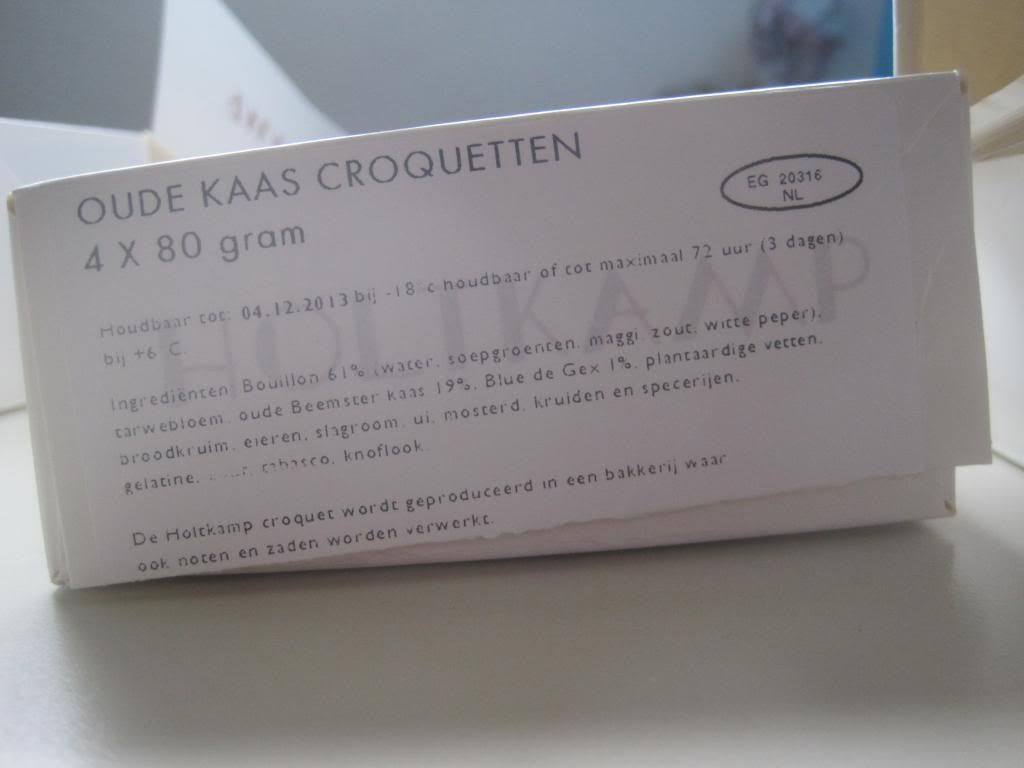 OUDE KAAS CROQUETTEN
4 X 80 gram
EG 20316
NL
Houdbaar tot: 04.12.2013 bij -18°c houdbaar of tot maximaal 72 uur (3 dagen)
bij +6°C.
HOLTKAMP
Ingrediënten: Bouillon 61% (water, soepgroenten, maggi, zout, witte peper),
tarwebloem, oude Beemster kaas 19%, Blue de Gex 1%, plantaardige vetten,
broodkruim, eieren, slagroom, ui, mosterd, kruiden en specerijen,
gelatine, tabasco, knoflook.
De Holtkamp croquet wordt geproduceerd in een bakkerij waar
ook noten en zaden worden verwerkt.